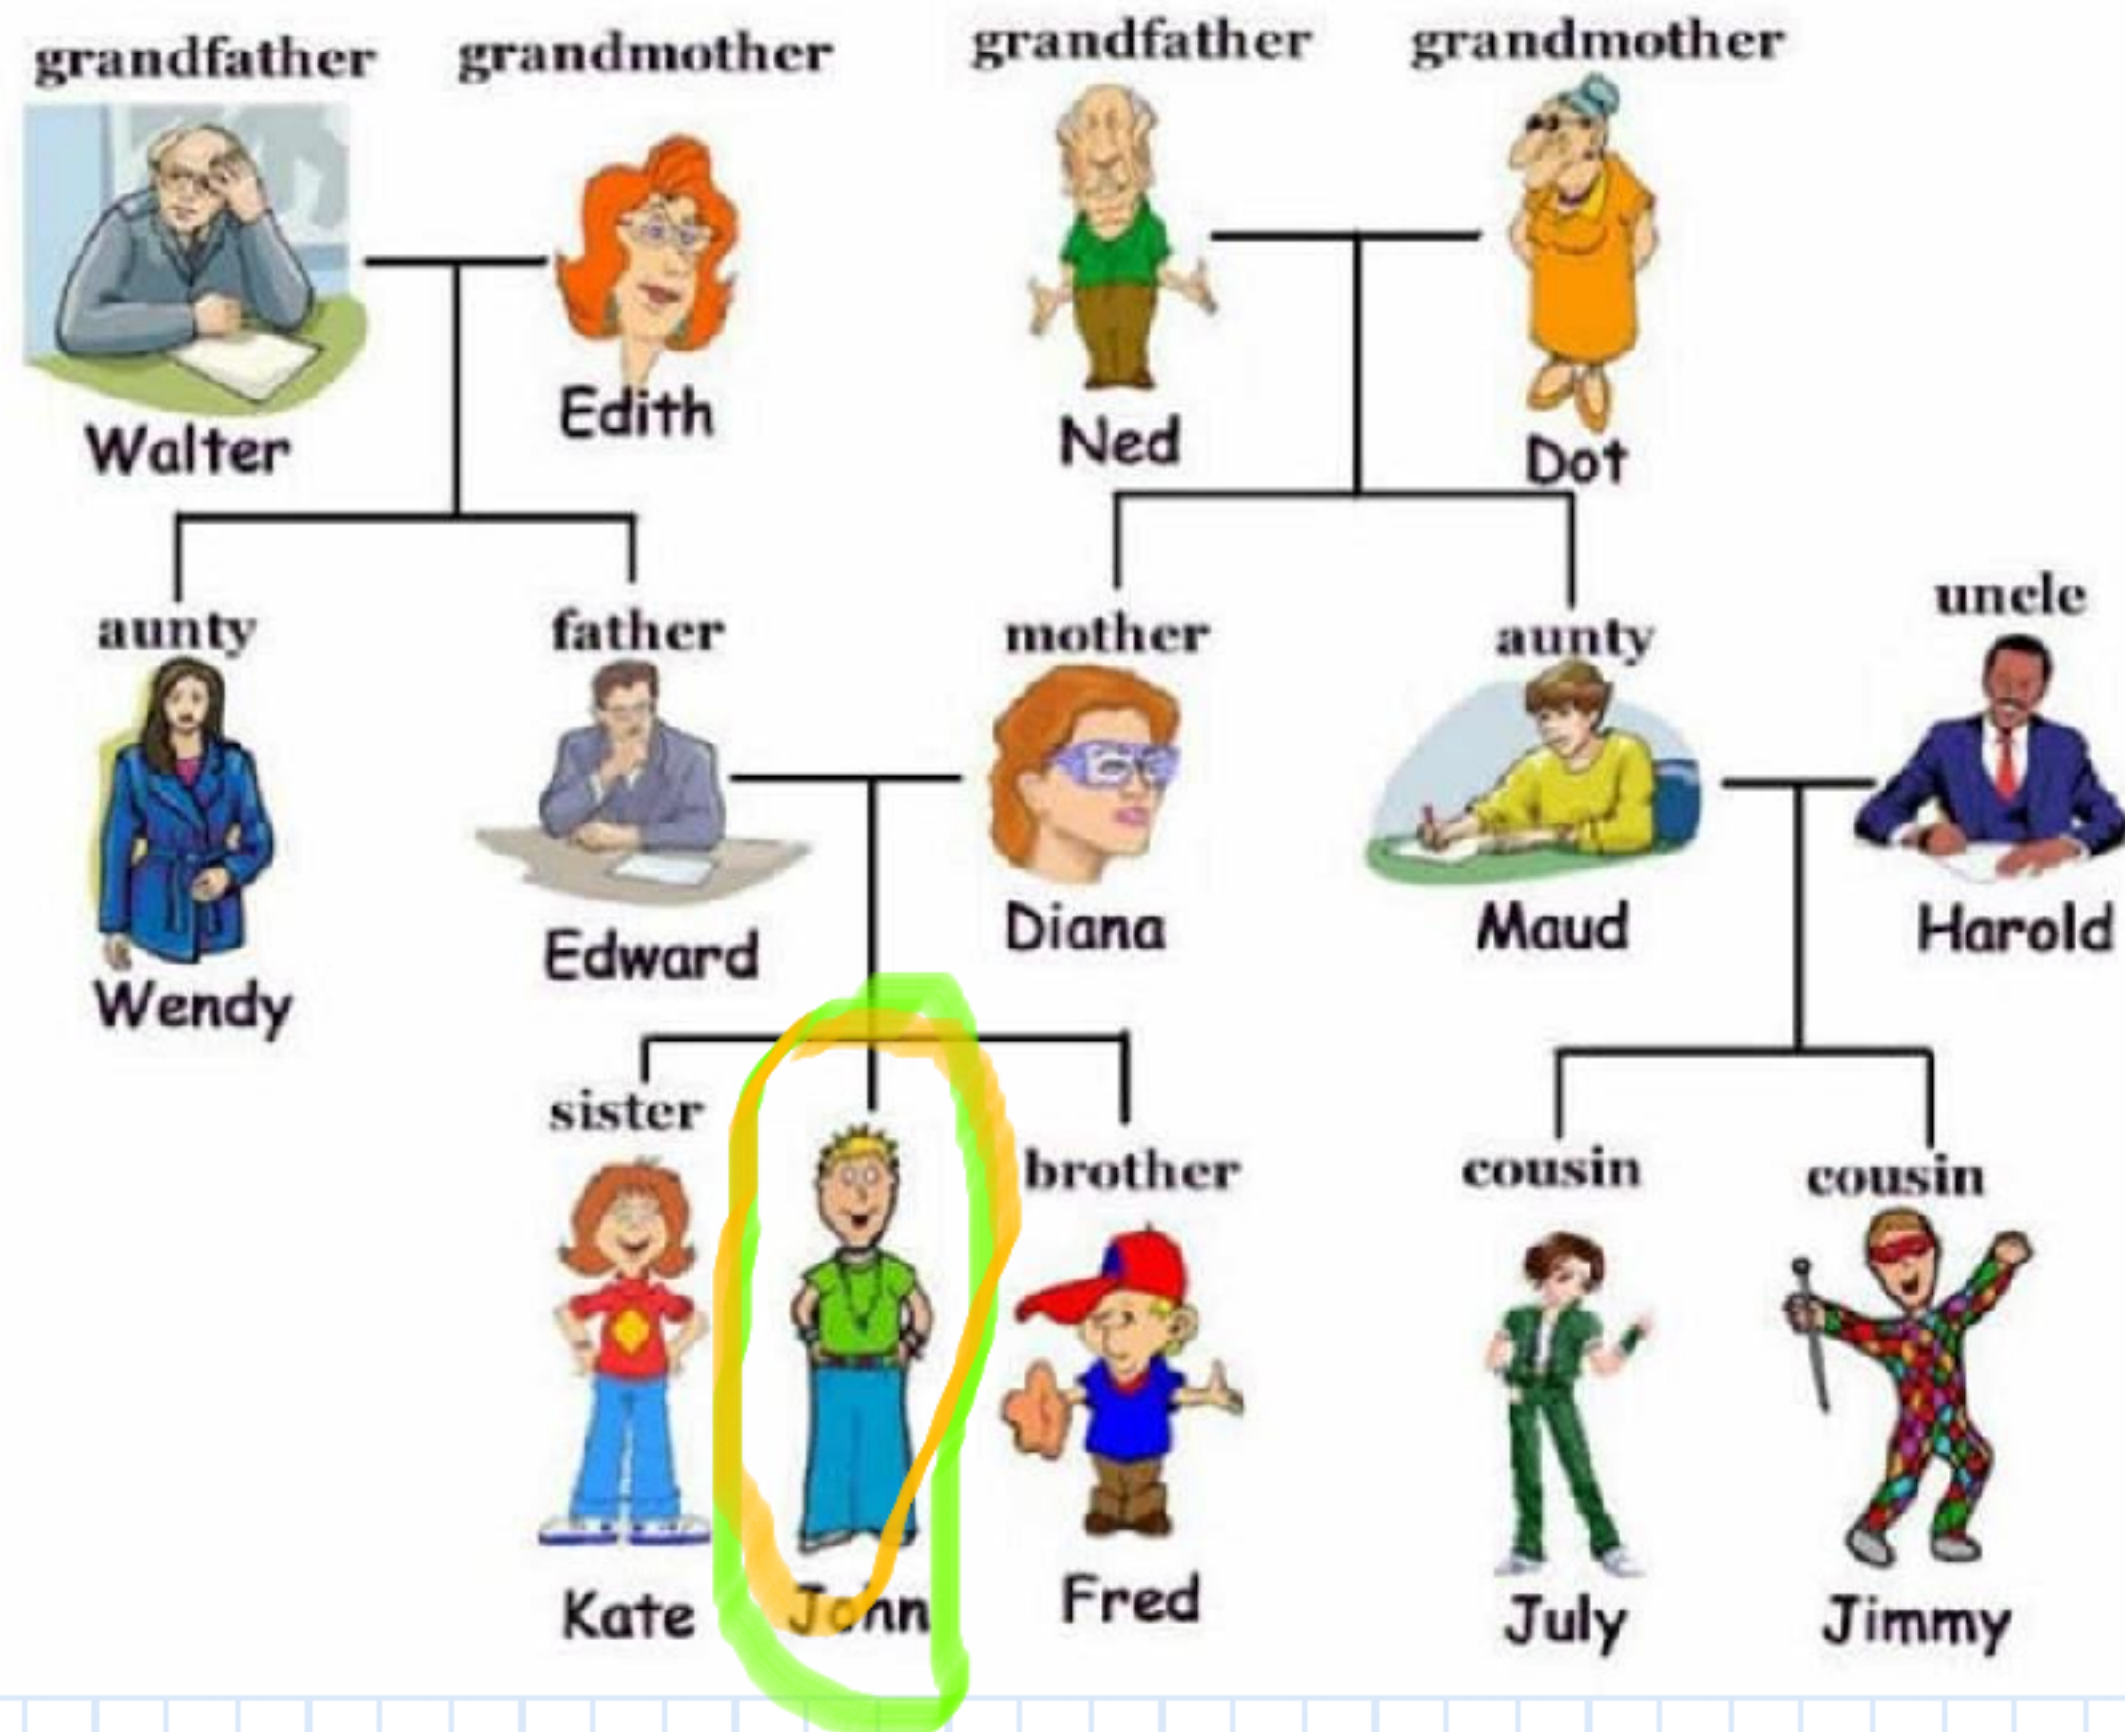 grandfather grandmother grandfather grandmother
Walter Edith Ned Dot
aunty father mother aunty uncle
Wendy Edward Diana Maud Harold
sister brother cousin cousin
Kate John Fred July Jimmy